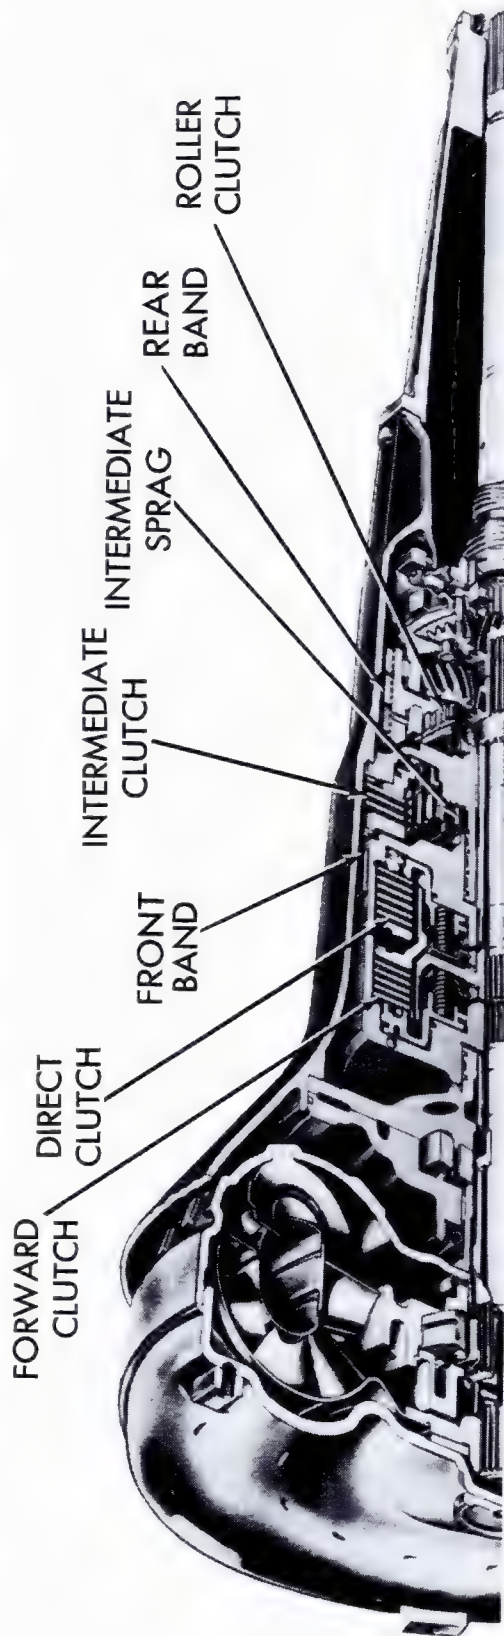 FORWARD
CLUTCH
DIRECT
CLUTCH
FRONT
BAND
INTERMEDIATE
CLUTCH
INTERMEDIATE
SPRAG
REAR
BAND
ROLLER
CLUTCH